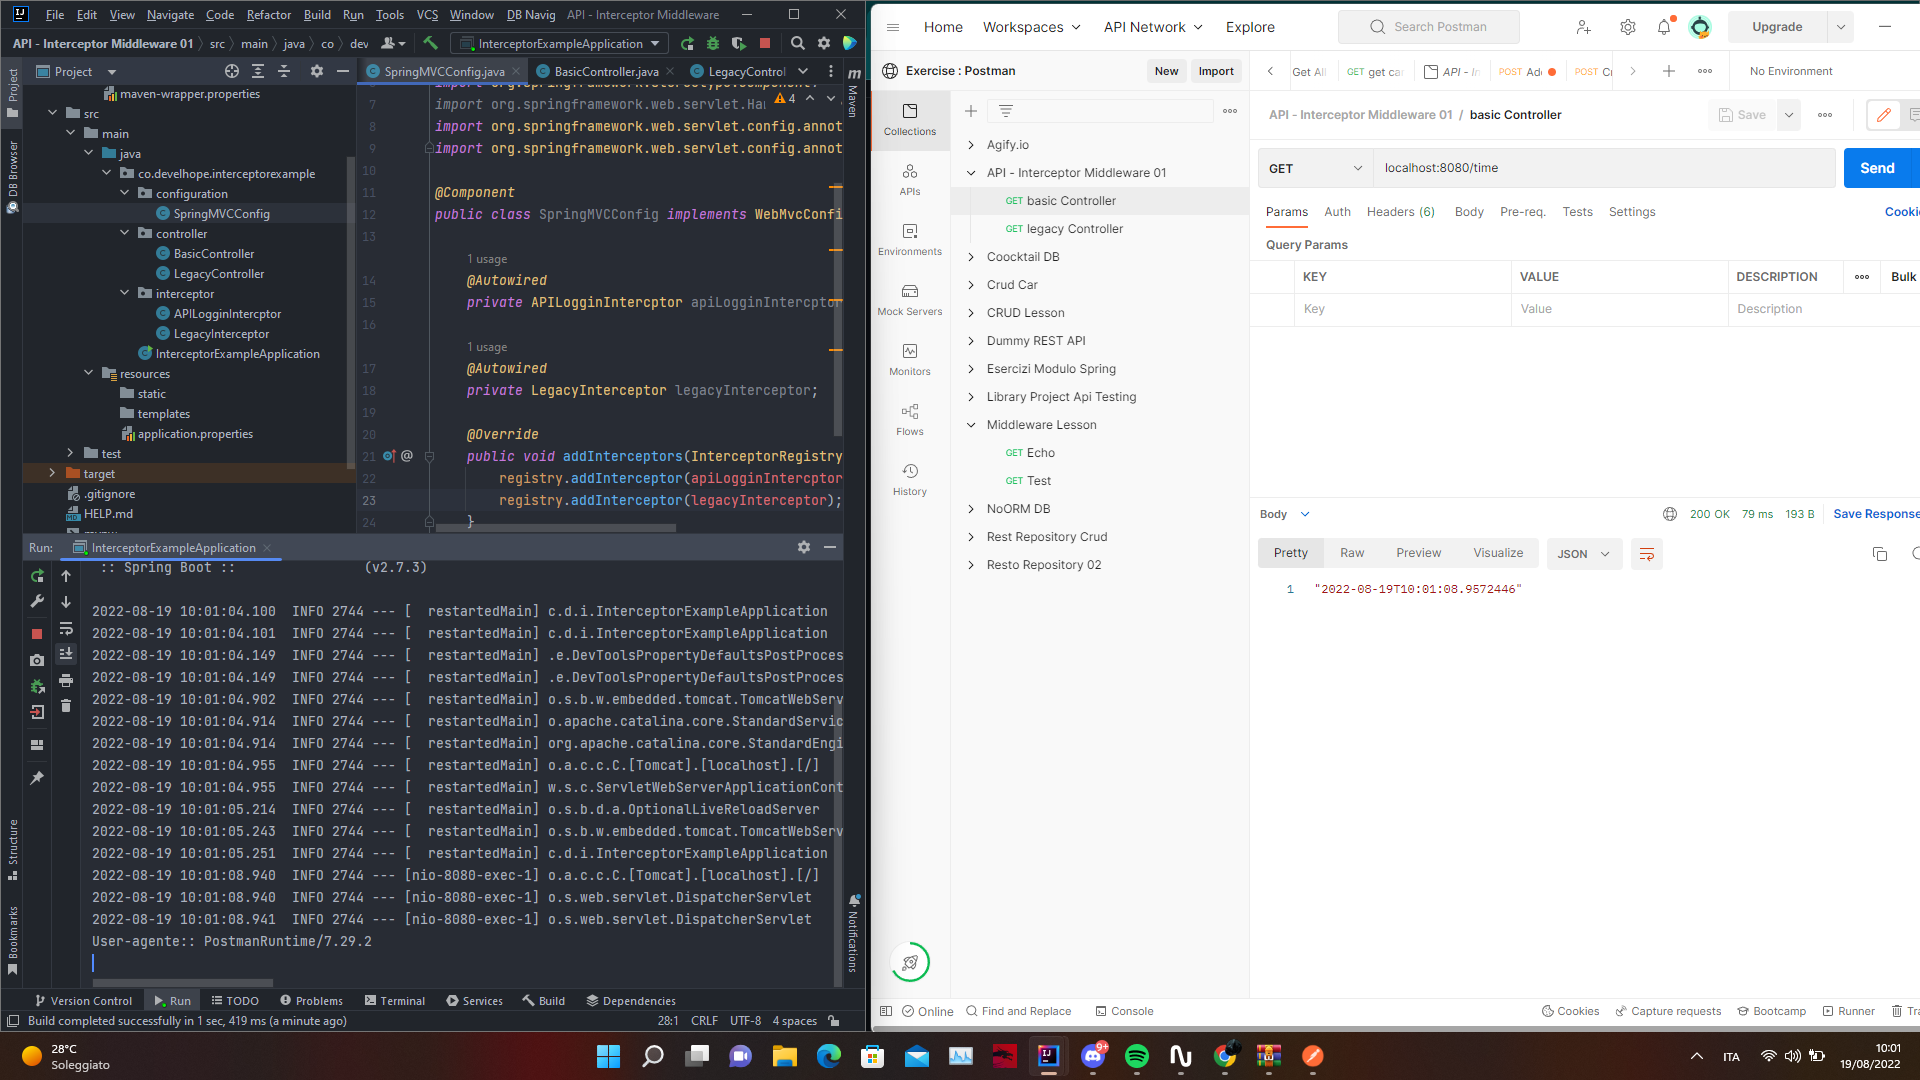 File Edit View Navigate Code Refactor Build Run Tools VCS Window DB Navig API - Interceptor Middleware
API - Interceptor Middleware 01 src main java co dev InterceptorExampleApplication
Project
SpringMVCConfig.java BasicController.java LegacyControl
Project
DB Browser
Structure
Bookmarks
maven-wrapper.properties
src
main
java
co.develhope.interceptorexample
configuration
SpringMVCConfig
controller
BasicController
LegacyController
interceptor
APILogginIntercptor
LegacyInterceptor
InterceptorExampleApplication
resources
static
templates
application.properties
test
target
.gitignore
HELP.md
4
7 import org.springframework.web.servlet.Han
8 import org.springframework.web.servlet.config.annot
9 import org.springframework.web.servlet.config.annot
10
11 @Component
12 public class SpringMVCConfig implements WebMvcConfi
13
1 usage
14 @Autowired
15 private APILogginIntercptor apiLogginIntercptor
16
1 usage
17 @Autowired
18 private LegacyInterceptor legacyInterceptor;
19
20 @Override
21 public void addInterceptors(InterceptorRegistry
22 registry.addInterceptor(apiLogginIntercptor
23 registry.addInterceptor(legacyInterceptor);
24 }
Maven
Notifications
Run: InterceptorExampleApplication
:: Spring Boot :: (v2.7.3)
2022-08-19 10:01:04.100 INFO 2744 --- [ restartedMain] c.d.i.InterceptorExampleApplication
2022-08-19 10:01:04.101 INFO 2744 --- [ restartedMain] c.d.i.InterceptorExampleApplication
2022-08-19 10:01:04.149 INFO 2744 --- [ restartedMain] .e.DevToolsPropertyDefaultsPostProces
2022-08-19 10:01:04.149 INFO 2744 --- [ restartedMain] .e.DevToolsPropertyDefaultsPostProces
2022-08-19 10:01:04.902 INFO 2744 --- [ restartedMain] o.s.b.w.embedded.tomcat.TomcatWebServ
2022-08-19 10:01:04.914 INFO 2744 --- [ restartedMain] o.apache.catalina.core.StandardServic
2022-08-19 10:01:04.914 INFO 2744 --- [ restartedMain] org.apache.catalina.core.StandardEngi
2022-08-19 10:01:04.955 INFO 2744 --- [ restartedMain] o.a.c.c.C.[Tomcat].[localhost].[/]
2022-08-19 10:01:04.955 INFO 2744 --- [ restartedMain] w.s.c.ServletWebServerApplicationCont
2022-08-19 10:01:05.214 INFO 2744 --- [ restartedMain] o.s.b.d.a.OptionalLiveReloadServer
2022-08-19 10:01:05.243 INFO 2744 --- [ restartedMain] o.s.b.w.embedded.tomcat.TomcatWebServ
2022-08-19 10:01:05.251 INFO 2744 --- [ restartedMain] c.d.i.InterceptorExampleApplication
2022-08-19 10:01:08.940 INFO 2744 --- [nio-8080-exec-1] o.a.c.c.C.[Tomcat].[localhost].[/]
2022-08-19 10:01:08.940 INFO 2744 --- [nio-8080-exec-1] o.s.web.servlet.DispatcherServlet
2022-08-19 10:01:08.941 INFO 2744 --- [nio-8080-exec-1] o.s.web.servlet.DispatcherServlet
User-agente:: PostmanRuntime/7.29.2
Version Control Run TODO Problems Terminal Services Build Dependencies
Build completed successfully in 1 sec, 419 ms (a minute ago) 28:1 CRLF UTF-8 4 spaces
Home Workspaces API Network Explore Search Postman Upgrade
Exercise : Postman New Import
Get All GET get ca API - In POST Ad POST Cr No Environment
Collections
APIs
Environments
Mock Servers
Monitors
Flows
History
Agify.io
API - Interceptor Middleware 01
GET basic Controller
GET legacy Controller
Coocktail DB
Crud Car
CRUD Lesson
Dummy REST API
Esercizi Modulo Spring
Library Project Api Testing
Middleware Lesson
GET Echo
GET Test
NoORM DB
Rest Repository Crud
Resto Repository 02
API - Interceptor Middleware 01 / basic Controller Save
GET localhost:8080/time Send
Params Auth Headers (6) Body Pre-req. Tests Settings Cooki
Query Params
KEY VALUE DESCRIPTION Bulk
Key Value Description
Body 200 OK 79 ms 193 B Save Response
Pretty Raw Preview Visualize JSON
1 "2022-08-19T10:01:08.9572446"
Online Find and Replace Console Cookies Capture requests Bootcamp Runner Tra
28°C
Soleggiato
9+
ITA
10:01
19/08/2022